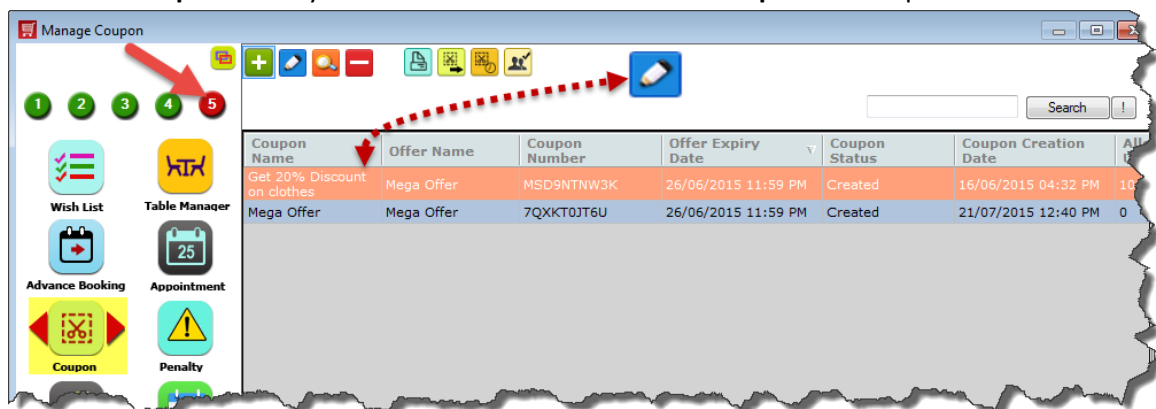 Manage Coupon
1 2 3 4 5
Search !
Wish List Table Manager
25
Advance Booking Appointment
Coupon Penalty
Coupon Name Offer Name Coupon Number Offer Expiry Date Coupon Status Coupon Creation Date
Get 20% Discount on clothes Mega Offer MSD9NTNW3K 26/06/2015 11:59 PM Created 16/06/2015 04:32 PM 10
Mega Offer Mega Offer 7QXKT0JT6U 26/06/2015 11:59 PM Created 21/07/2015 12:40 PM 0